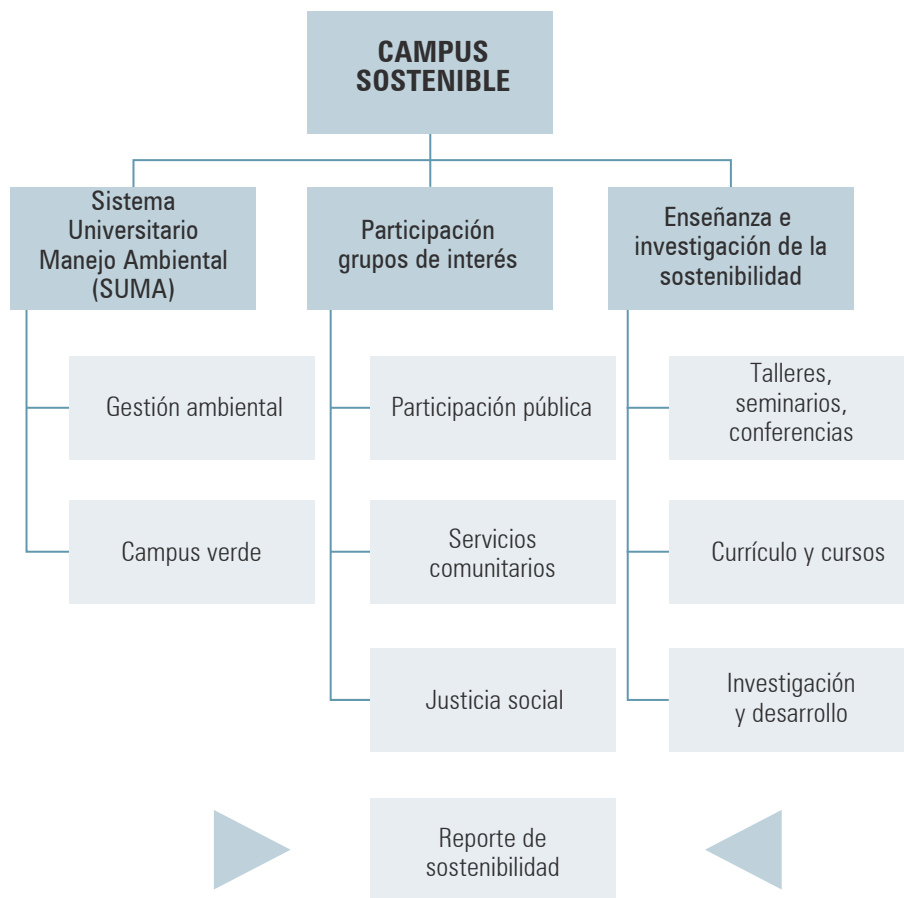 CAMPUS
SOSTENIBLE
Sistema
Universitario
Manejo Ambiental
(SUMA)
Participación
grupos de interés
Enseñanza e
investigación de la
sostenibilidad
Gestión ambiental
Campus verde
Participación pública
Servicios
comunitarios
Justicia social
Talleres,
seminarios,
conferencias
Currículo y cursos
Investigación
y desarrollo
Reporte de
sostenibilidad